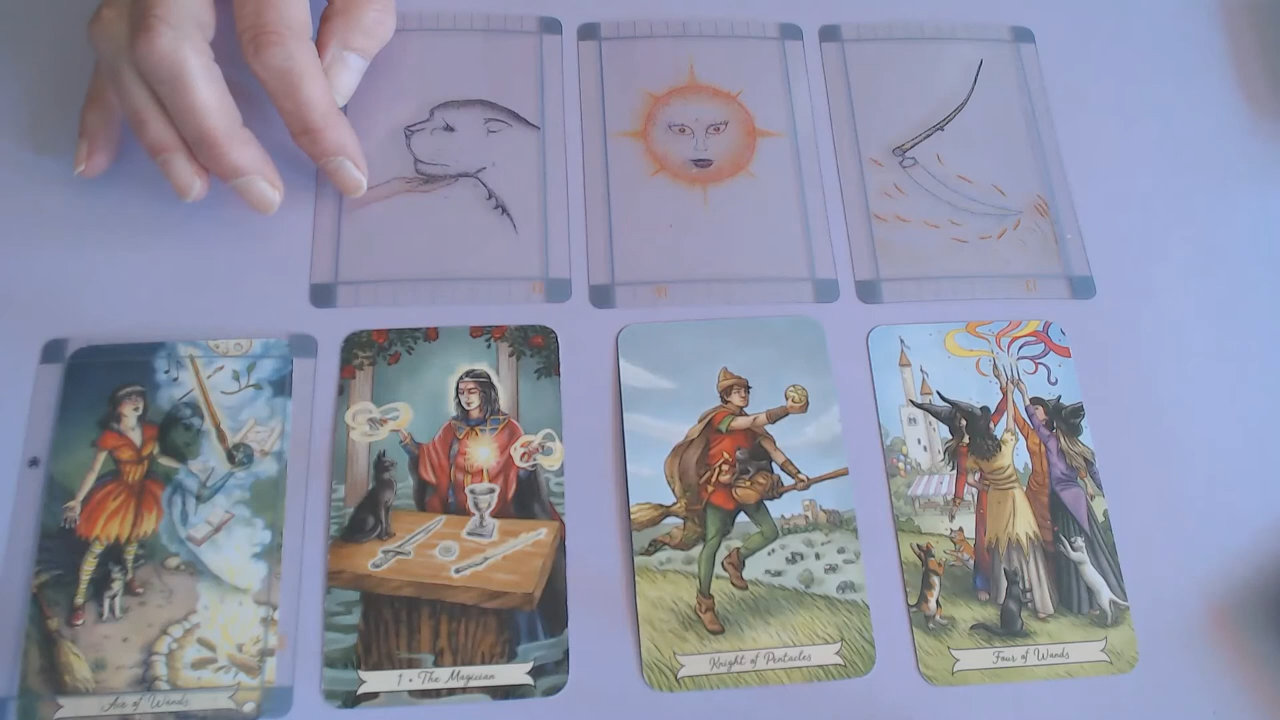 Ace of Wands
1 • The Magician
Knight of Pentacles
Four of Wands